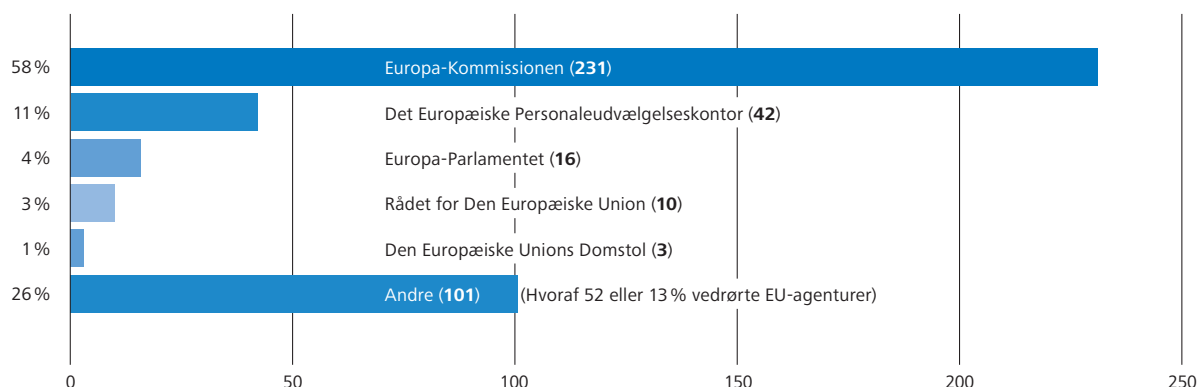 58 % Europa-Kommissionen (231)
11 % Det Europæiske Personaleudvælgelseskontor (42)
4 % Europa-Parlamentet (16)
3 % Rådet for Den Europæiske Union (10)
1 % Den Europæiske Unions Domstol (3)
26 % Andre (101) (Hvoraf 52 eller 13 % vedrørte EU-agenturer)
0 50 100 150 200 250